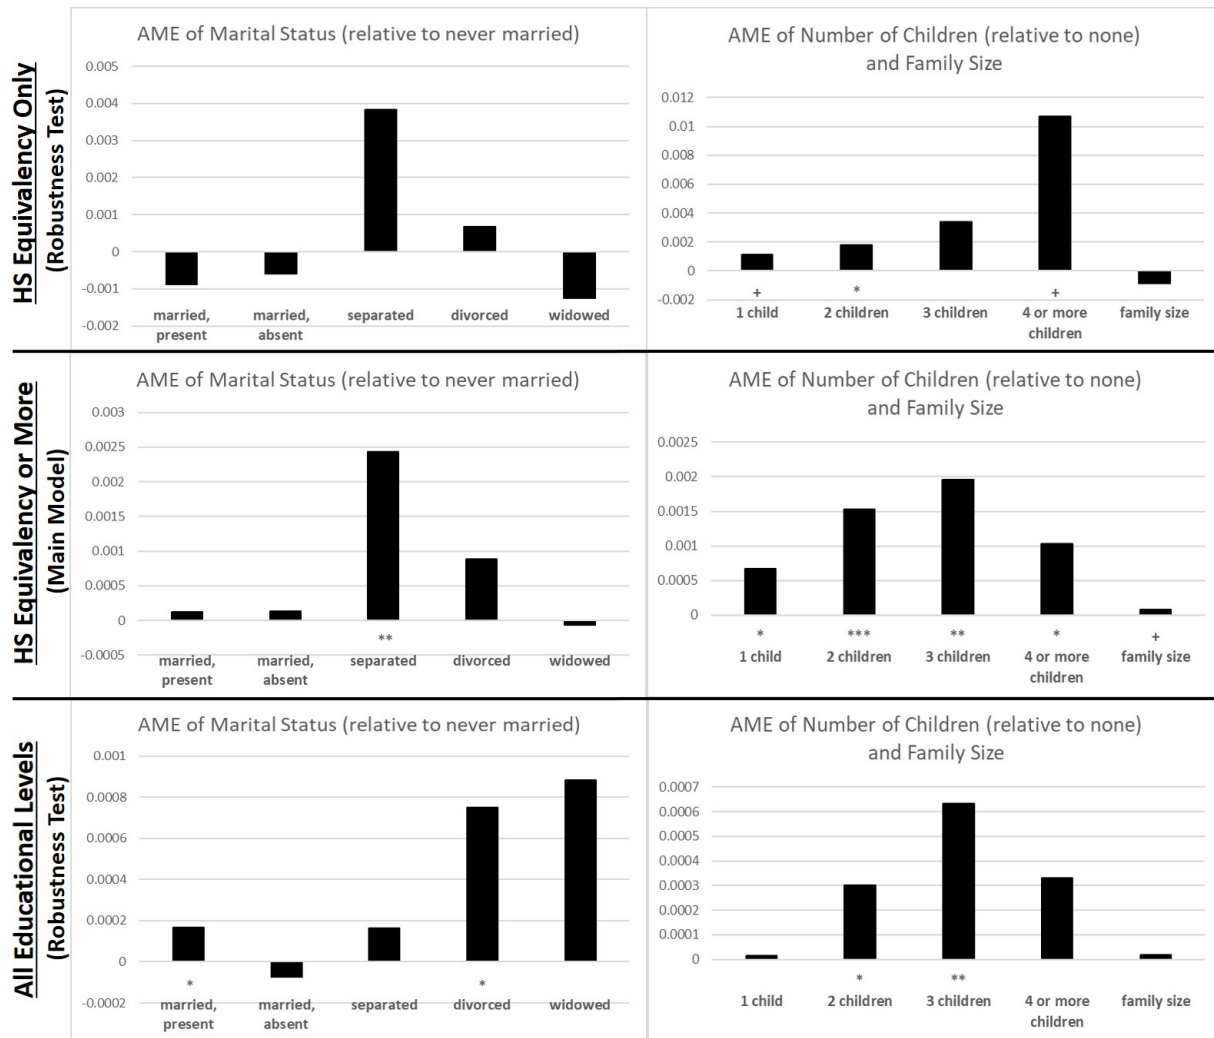 HS Equivalency Only
(Robustness Test)
AME of Marital Status (relative to never married)
0.005
0.004
0.003
0.002
0.001
0
-0.001
-0.002
married, present
married, absent
separated
divorced
widowed
AME of Number of Children (relative to none)
and Family Size
0.012
0.01
0.008
0.006
0.004
0.002
0
-0.002
+ * +
1 child
2 children
3 children
4 or more children
family size
HS Equivalency or More
(Main Model)
AME of Marital Status (relative to never married)
0.003
0.0025
0.002
0.0015
0.001
0.0005
0
-0.0005
**
married, present
married, absent
separated
divorced
widowed
AME of Number of Children (relative to none)
and Family Size
0.0025
0.002
0.0015
0.001
0.0005
0
* *** ** * +
1 child
2 children
3 children
4 or more children
family size
All Educational Levels
(Robustness Test)
AME of Marital Status (relative to never married)
0.001
0.0008
0.0006
0.0004
0.0002
0
-0.0002
* *
married, present
married, absent
separated
divorced
widowed
AME of Number of Children (relative to none)
and Family Size
0.0007
0.0006
0.0005
0.0004
0.0003
0.0002
0.0001
0
* **
1 child
2 children
3 children
4 or more children
family size